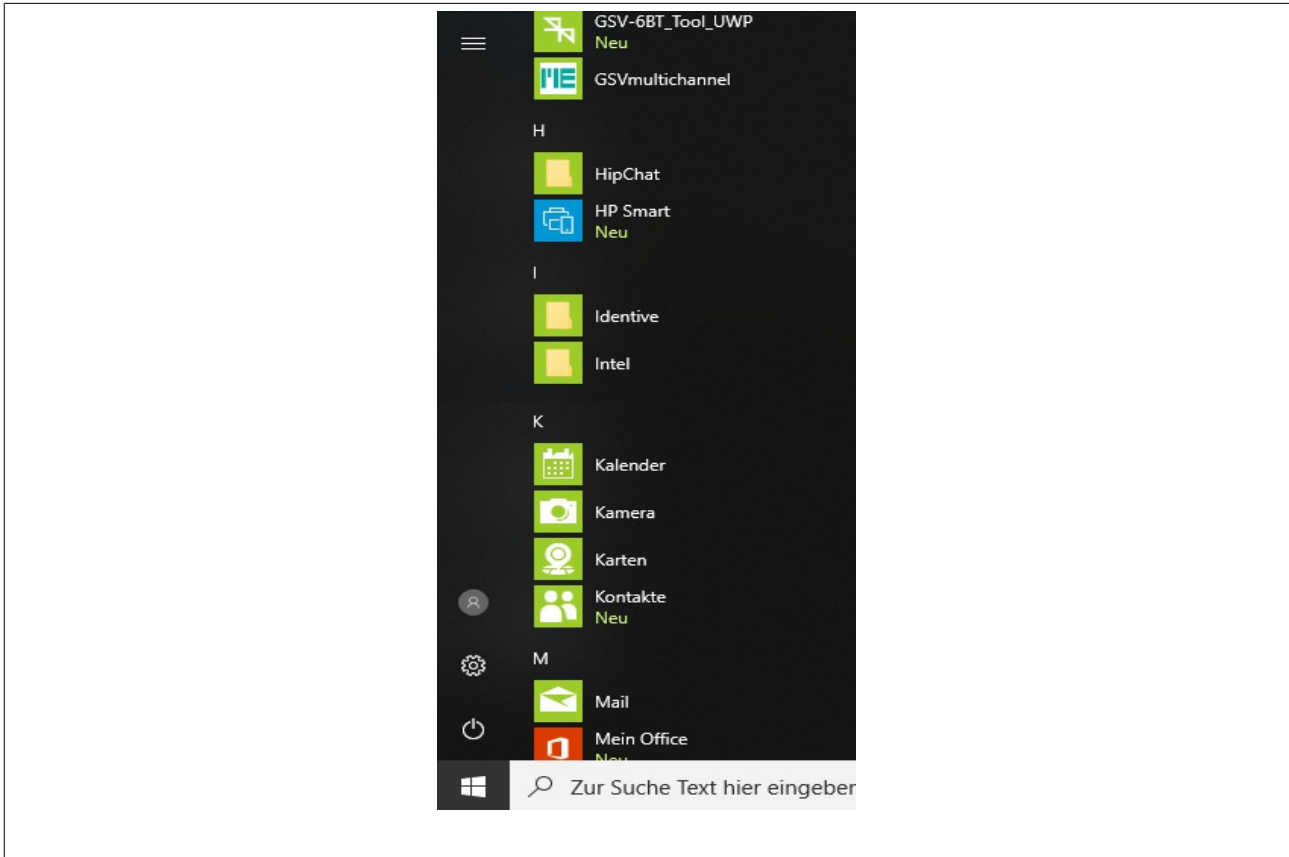 GSV-6BT_Tool_UWP
Neu
GSVmultichannel
H
HipChat
HP Smart
Neu
I
Identive
Intel
K
Kalender
Kamera
Karten
Kontakte
Neu
M
Mail
Mein Office
Neu
Zur Suche Text hier eingeben